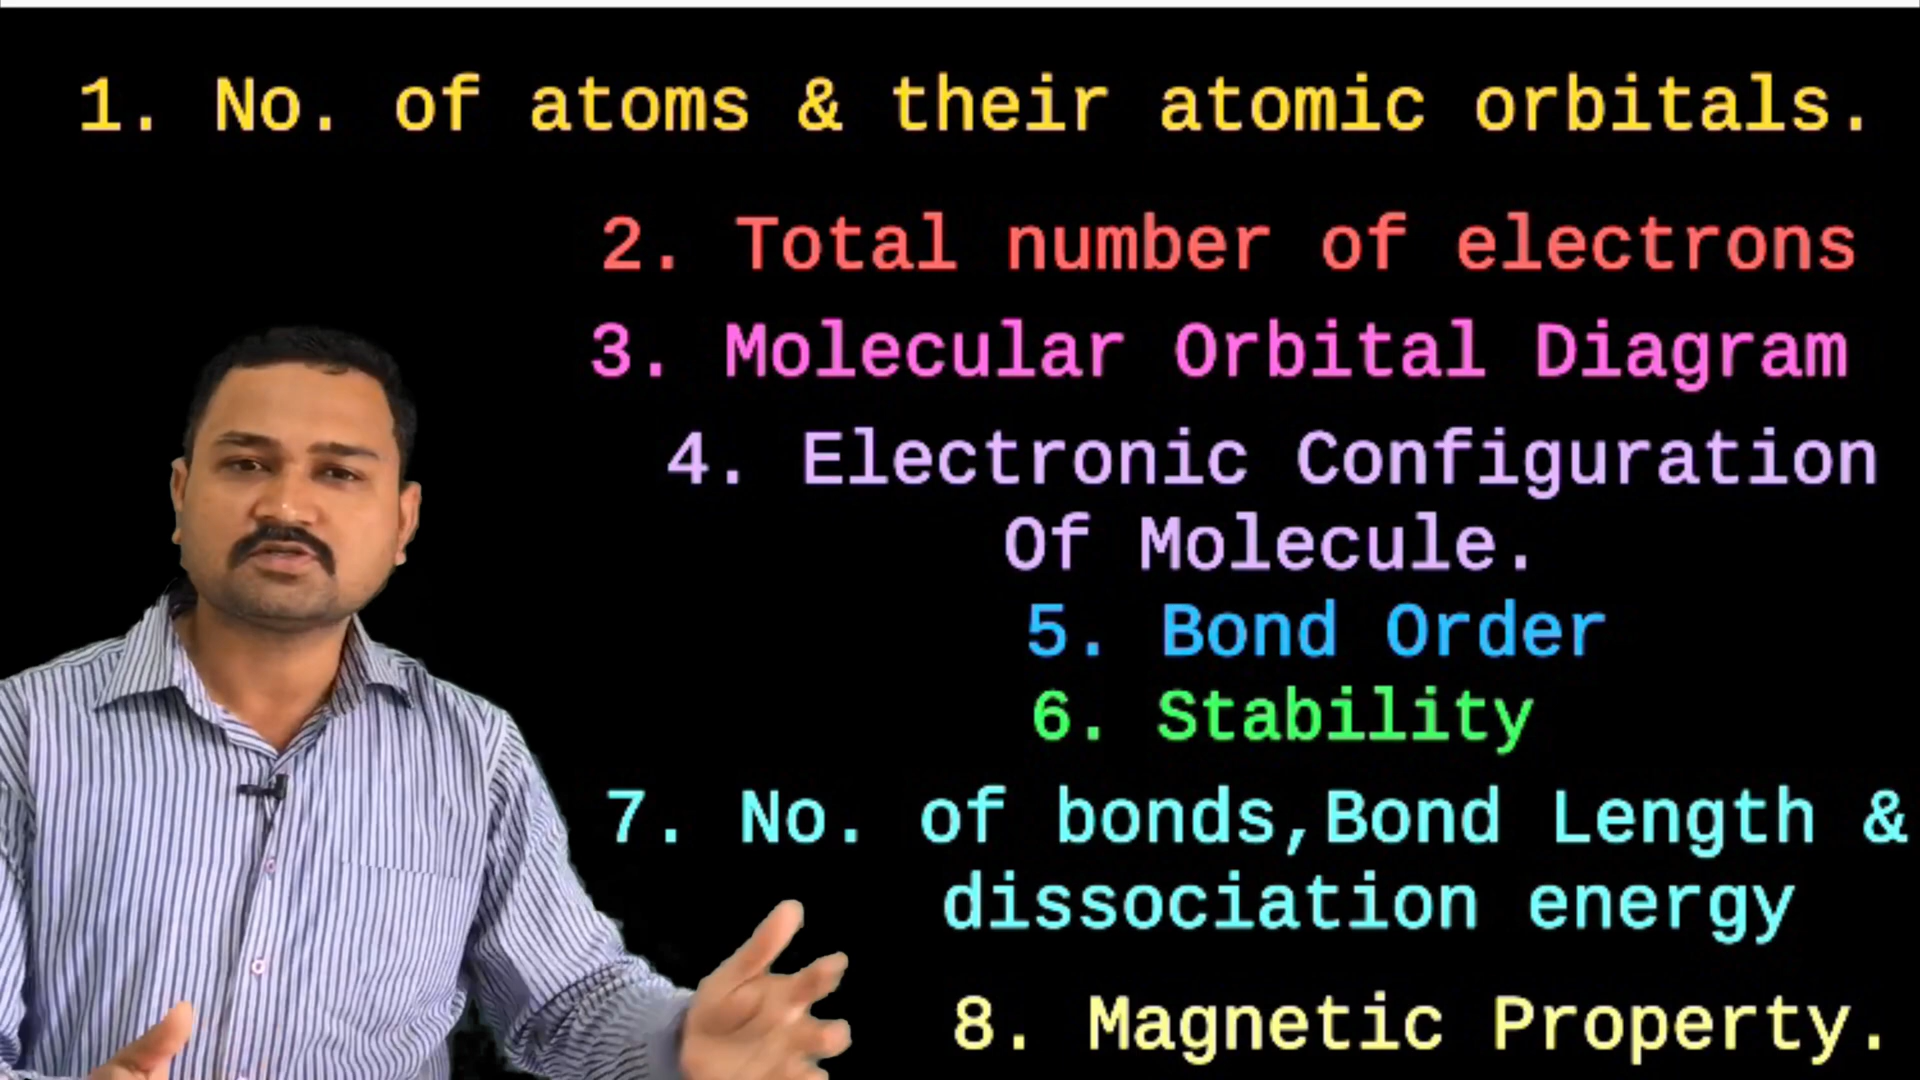 1. No. of atoms & their atomic orbitals.
2. Total number of electrons
3. Molecular Orbital Diagram
4. Electronic Configuration
Of Molecule.
5. Bond Order
6. Stability
7. No. of bonds,Bond Length &
dissociation energy
8. Magnetic Property.